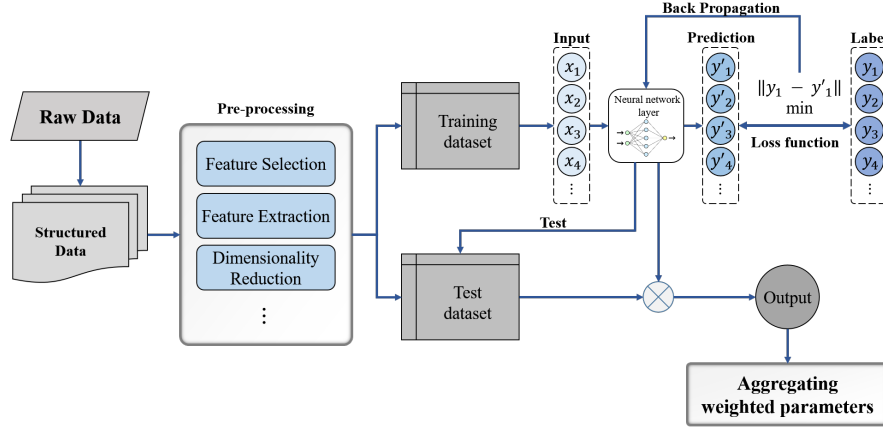 Raw Data
Structured
Data
Pre-processing
Feature Selection
Feature Extraction
Dimensionality
Reduction
⋮
Training
dataset
Test
dataset
Test
Input
x₁
x₂
x₃
x₄
⋮
Neural network
layer
Back Propagation
Prediction
y'₁
y'₂
y'₃
y'₄
⋮
‖y₁ − y'₁‖
min
Loss function
Label
y₁
y₂
y₃
y₄
⋮
Output
Aggregating
weighted parameters